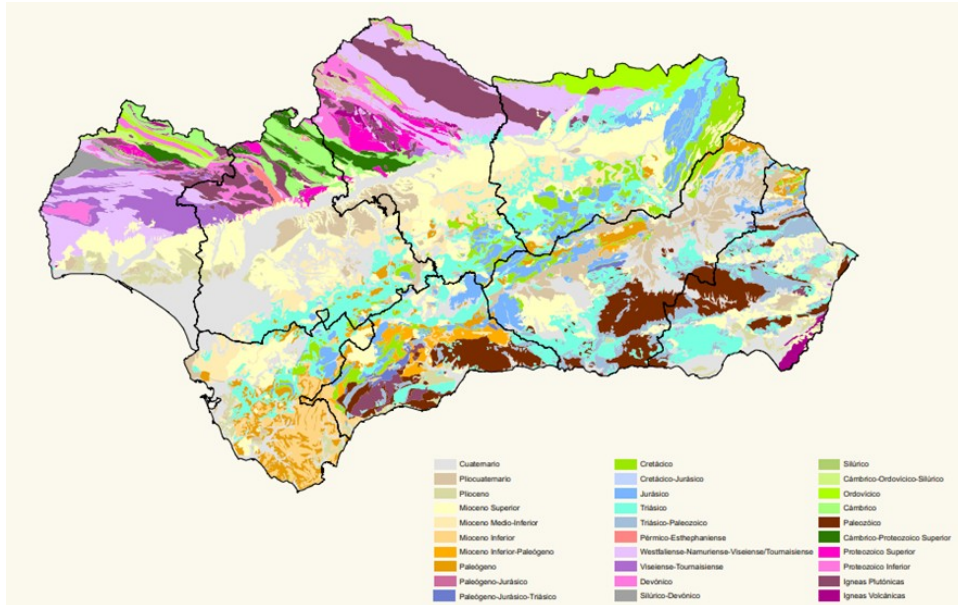 Cuaternario
Pliocuaternario
Plioceno
Mioceno Superior
Mioceno Medio-Inferior
Mioceno Inferior
Mioceno Inferior-Paleógeno
Paleógeno
Paleógeno-Jurásico
Paleógeno-Jurásico-Triásico
Cretácico
Cretácico-Jurásico
Jurásico
Triásico
Triásico-Paleozoico
Pérmico-Esthephaniense
Westfaliense-Namuriense-Viseiense/Tournaisiense
Viseiense-Tournaisiense
Devónico
Silúrico-Devónico
Silúrico
Cámbrico-Ordovícico-Silúrico
Ordovícico
Cámbrico
Paleozóico
Cámbrico-Proteozoico Superior
Proteozoico Superior
Proteozoico Inferior
Igneas Plutónicas
Igneas Volcánicas